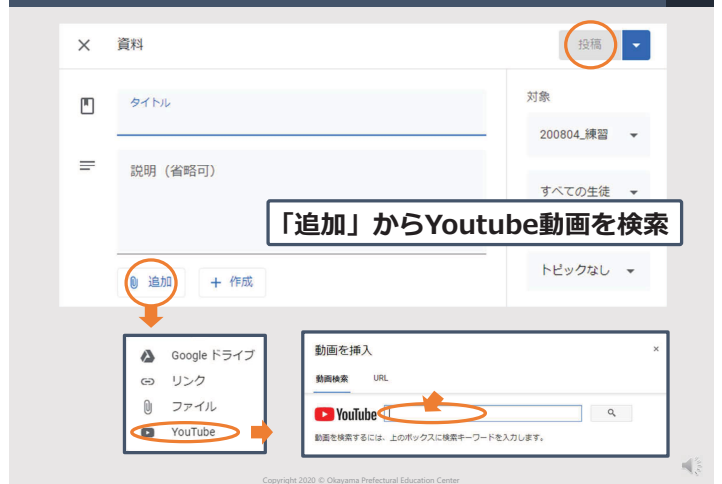 資料
投稿
タイトル
説明（省略可）
追加
+ 作成
対象
200804_練習
すべての生徒
トピックなし
「追加」からYoutube動画を検索
Google ドライブ
リンク
ファイル
YouTube
動画を挿入
×
動画検索 URL
YouTube
動画を検索するには、上のボックスに検索キーワードを入力します。
Copyright 2020 © Okayama Prefectural Education Center